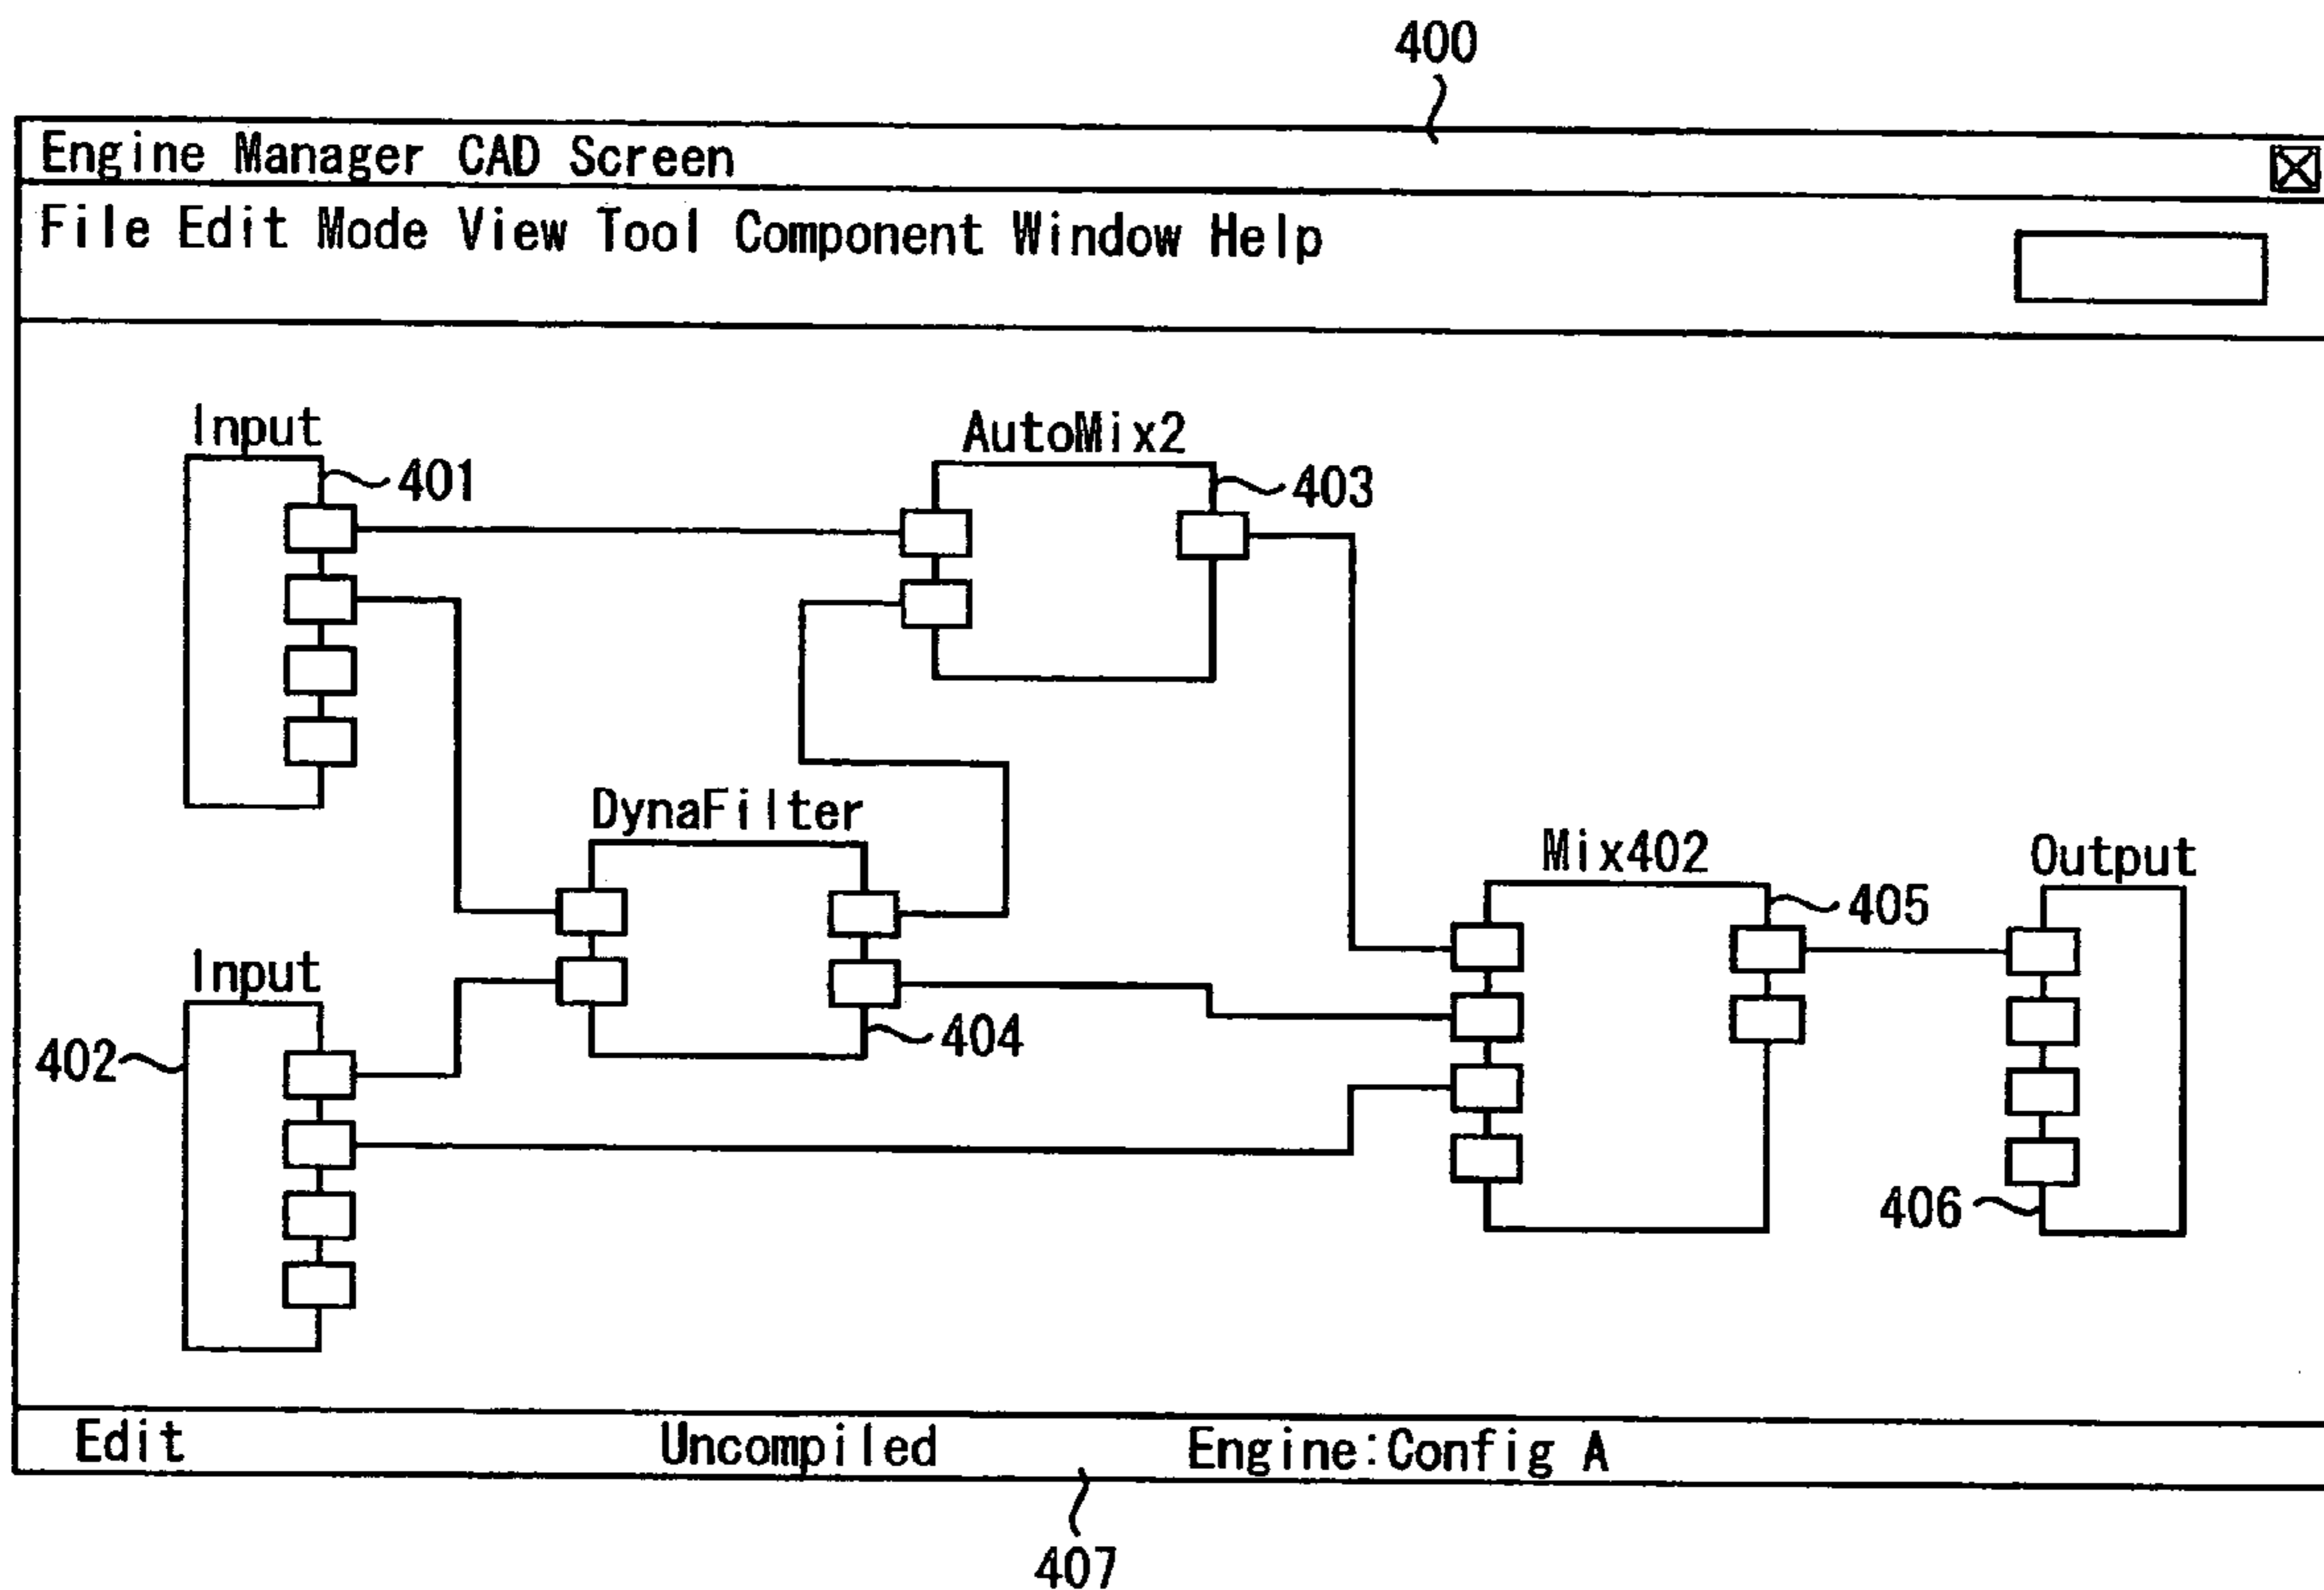 400
Engine Manager CAD Screen
File Edit Mode View Tool Component Window Help
Input
401
AutoMix2
403
DynaFilter
404
Mix402
405
Output
406
Input
402
Edit Uncompiled Engine:Config A
407